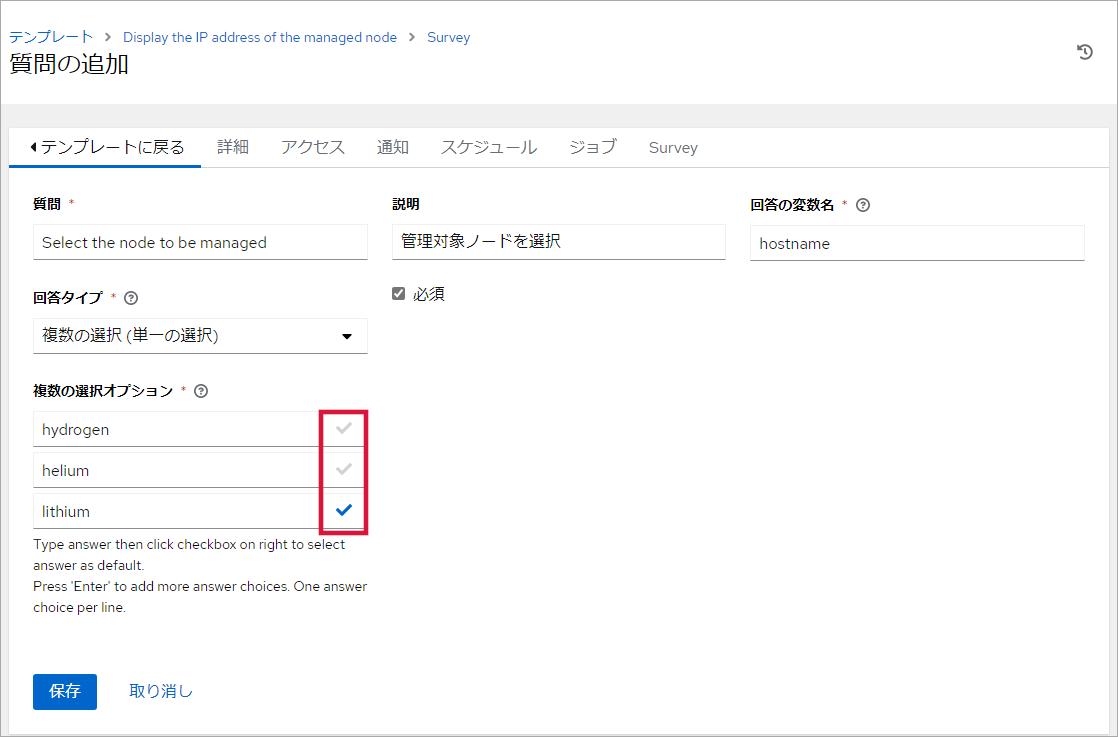 テンプレート > Display the IP address of the managed node > Survey
質問の追加
テンプレートに戻る 詳細 アクセス 通知 スケジュール ジョブ Survey
質問 * 説明 回答の変数名 *
Select the node to be managed 管理対象ノードを選択 hostname
回答タイプ * 必須
複数の選択 (単一の選択)
複数の選択オプション *
hydrogen
helium
lithium
Type answer then click checkbox on right to select
answer as default.
Press 'Enter' to add more answer choices. One answer
choice per line.
保存 取り消し